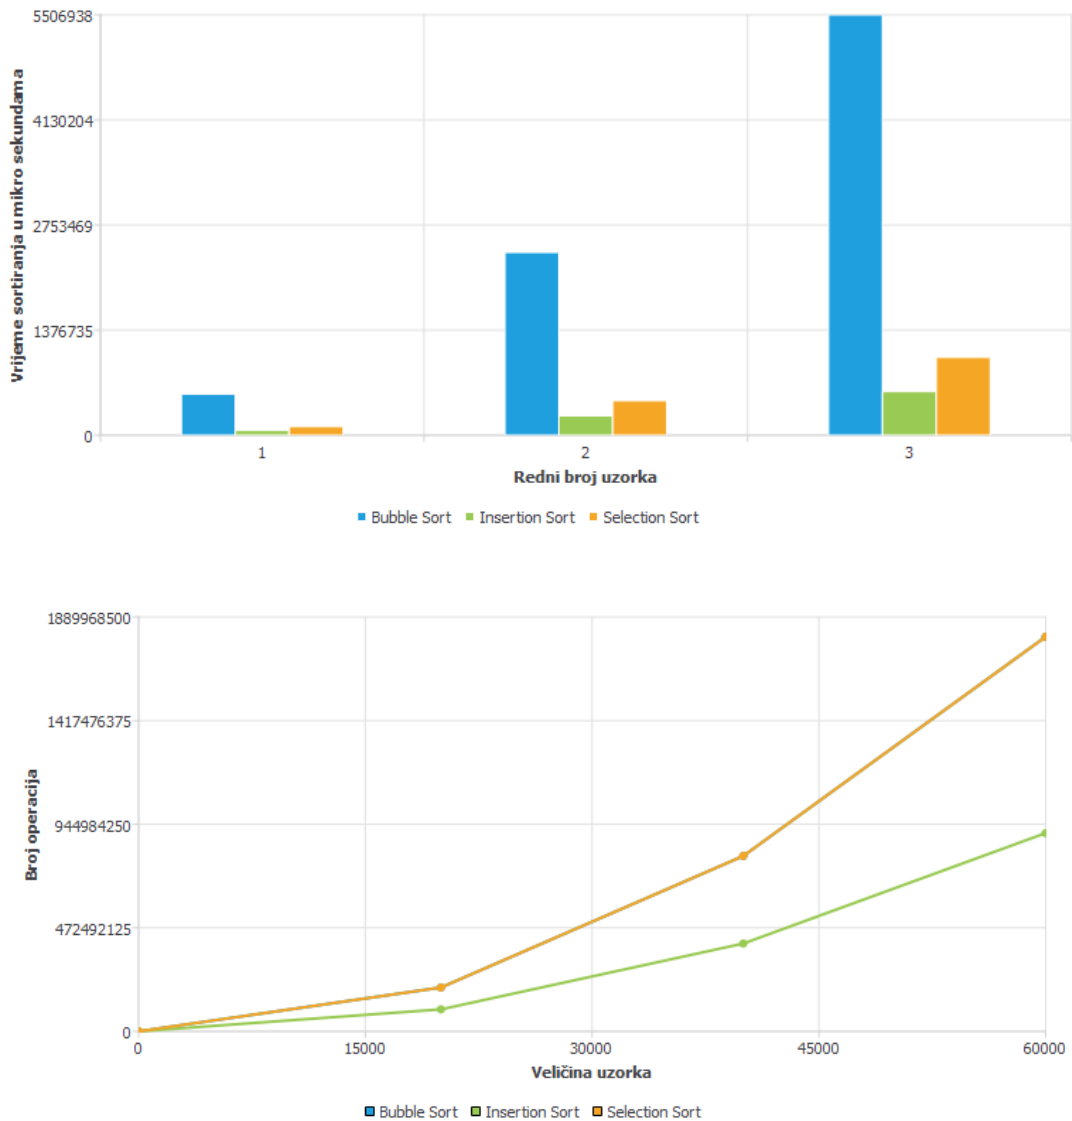 5506938
4130204
2753469
1376735
0
Vrijeme sortiranja u mikro sekundama
1 2 3
Redni broj uzorka
Bubble Sort Insertion Sort Selection Sort
1889968500
1417476375
944984250
472492125
0
Broj operacija
0 15000 30000 45000 60000
Veličina uzorka
Bubble Sort Insertion Sort Selection Sort